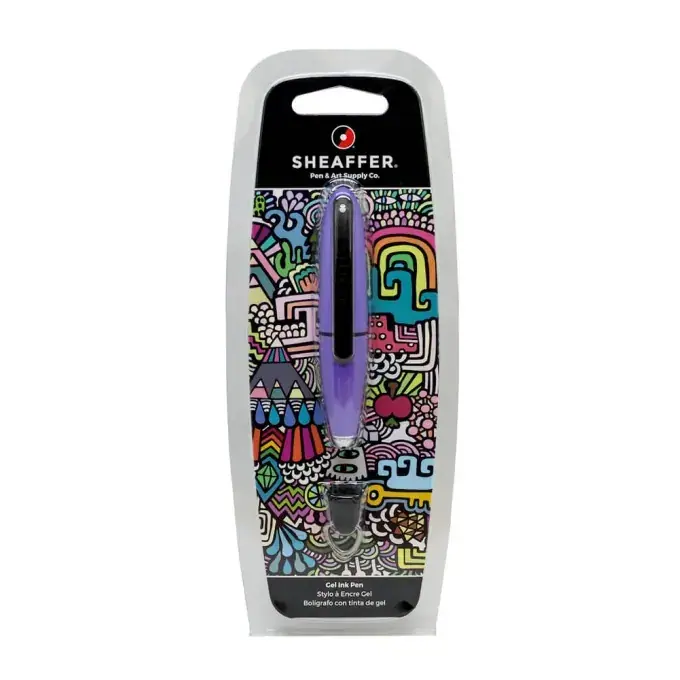 SHEAFFER®
Pen & Art Supply Co.
Gel Ink Pen
Stylo à Encre Gel
Bolígrafo con tinta de gel